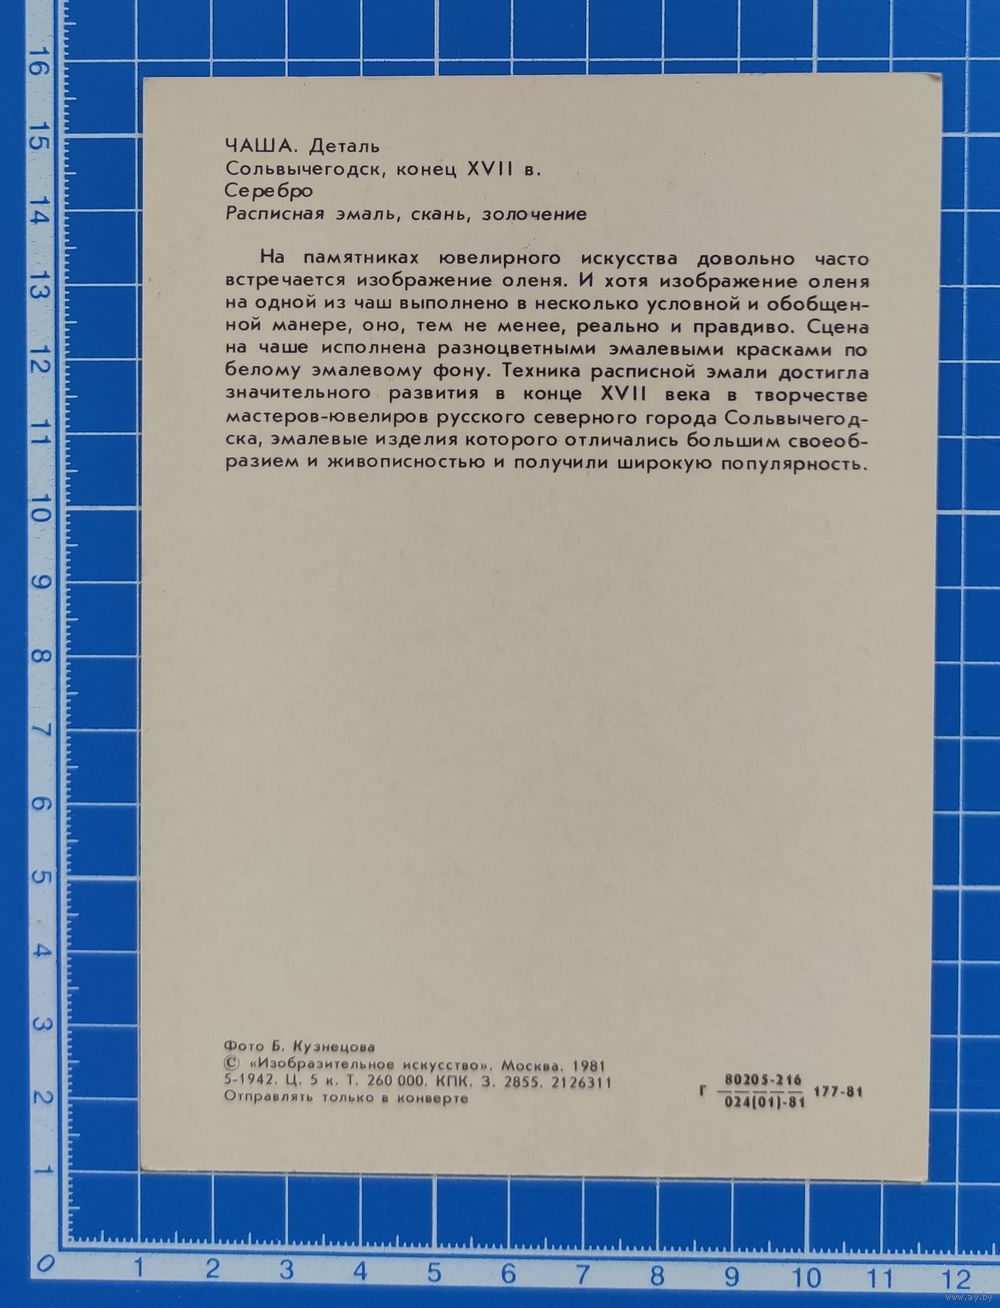 ЧАША. Деталь
Сольвычегодск, конец XVII в.
Серебро
Расписная эмаль, скань, золочение
На памятниках ювелирного искусства довольно часто
встречается изображение оленя. И хотя изображение оленя
на одной из чаш выполнено в несколько условной и обобщен-
ной манере, оно, тем не менее, реально и правдиво. Сцена
на чаше исполнена разноцветными эмалевыми красками по
белому эмалевому фону. Техника расписной эмали достигла
значительного развития в конце XVII века в творчестве
мастеров-ювелиров русского северного города Сольвычегод-
ска, эмалевые изделия которого отличались большим своеоб-
разием и живописностью и получили широкую популярность.
Фото Б. Кузнецова
© «Изобразительное искусство». Москва. 1981
5-1942. Ц. 5 к. Т. 260 000. КПК. З. 2855. 2126311
Отправлять только в конверте
Г 80205-216 177-81
024(01)-81
16
15
14
13
12
11
10
9
8
7
6
5
4
3
2
1
0 1 2 3 4 5 6 7 8 9 10 11 12
www.ay.by